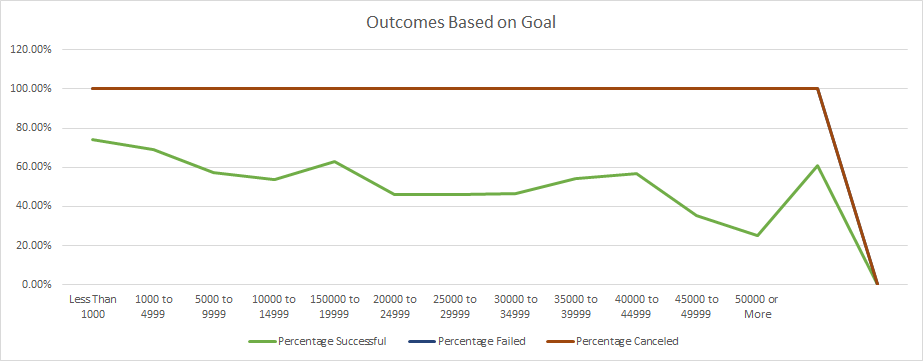 Outcomes Based on Goal
120.00%
100.00%
80.00%
60.00%
40.00%
20.00%
0.00%
Less Than
1000
1000 to
4999
5000 to
9999
10000 to
14999
150000 to
19999
20000 to
24999
25000 to
29999
30000 to
34999
35000 to
39999
40000 to
44999
45000 to
49999
50000 or
More
Percentage Successful
Percentage Failed
Percentage Canceled